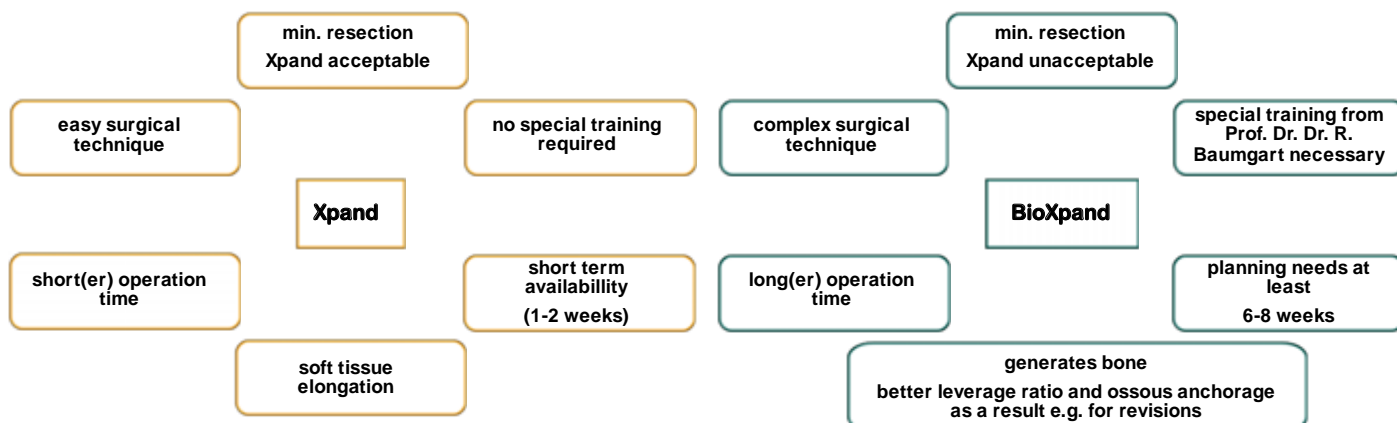 min. resection
Xpand acceptable
easy surgical
technique
no special training
required
Xpand
short(er) operation
time
short term
availabillity
(1-2 weeks)
soft tissue
elongation
min. resection
Xpand unacceptable
complex surgical
technique
special training from
Prof. Dr. Dr. R.
Baumgart necessary
BioXpand
long(er) operation
time
planning needs at
least
6-8 weeks
generates bone
better leverage ratio and ossous anchorage
as a result e.g. for revisions